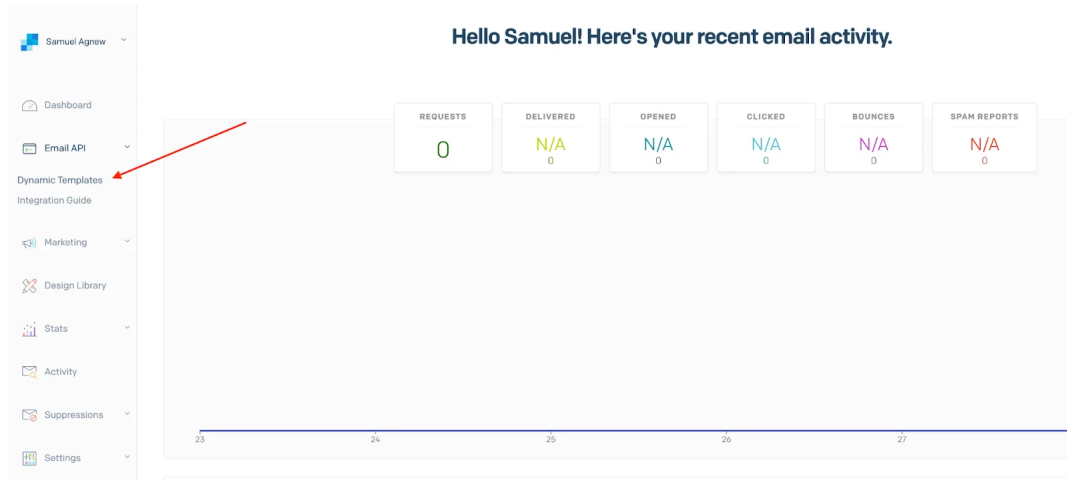 Samuel Agnew
Hello Samuel! Here's your recent email activity.
Dashboard
Email API
Dynamic Templates
Integration Guide
Marketing
Design Library
Stats
Activity
Suppressions
Settings
REQUESTS
0
DELIVERED
N/A
0
OPENED
N/A
0
CLICKED
N/A
0
BOUNCES
N/A
0
SPAM REPORTS
N/A
0
23 24 25 26 27